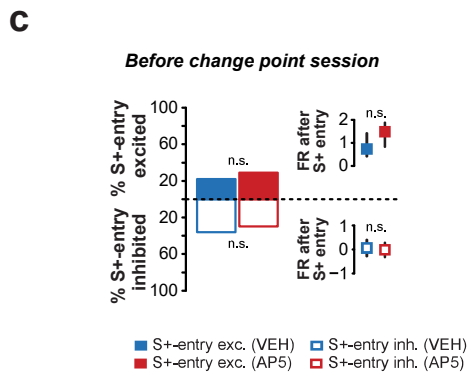 c
Before change point session
% S+-entry
excited
100
60
20
20
60
100
% S+-entry
inhibited
n.s.
n.s.
FR after
S+ entry
2
1
0
n.s.
FR after
S+ entry
1
0
−1
n.s.
S+-entry exc. (VEH)
S+-entry inh. (VEH)
S+-entry exc. (AP5)
S+-entry inh. (AP5)